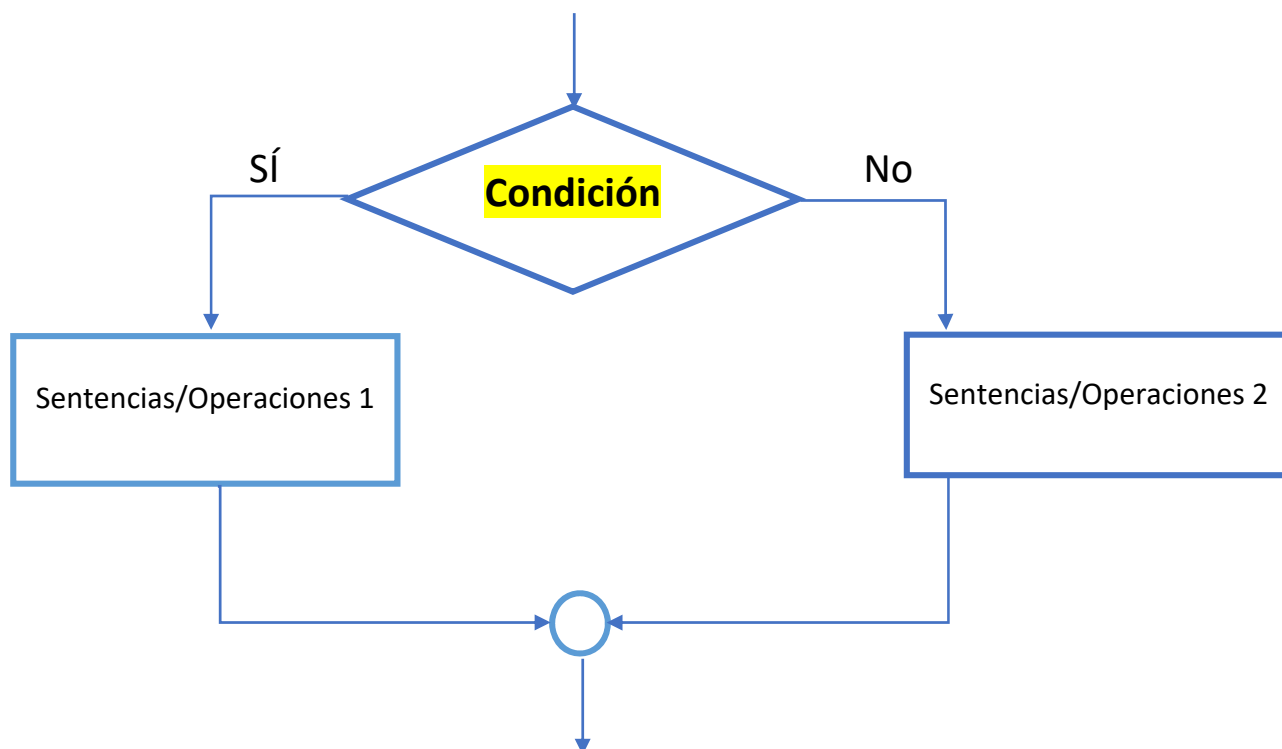 SÍ
Condición
No
Sentencias/Operaciones 1
Sentencias/Operaciones 2